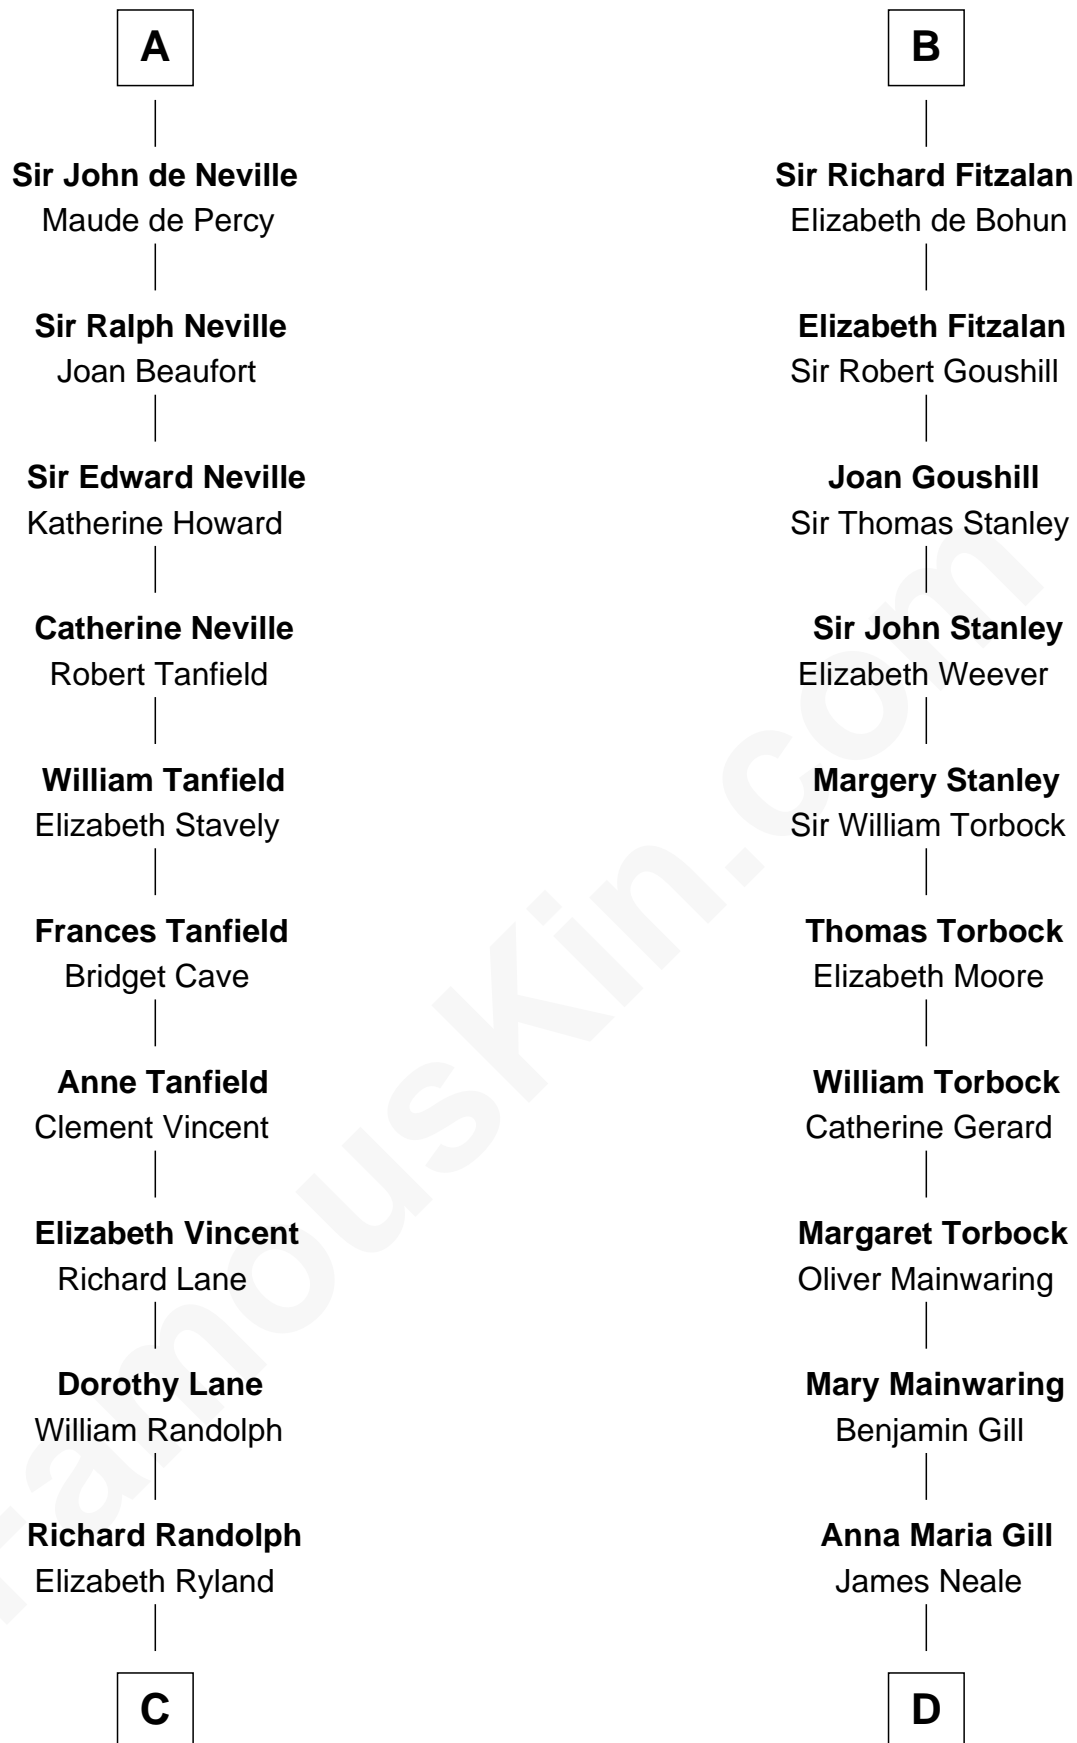 A
Sir John de Neville
Maude de Percy
Sir Ralph Neville
Joan Beaufort
Sir Edward Neville
Katherine Howard
Catherine Neville
Robert Tanfield
William Tanfield
Elizabeth Stavely
Frances Tanfield
Bridget Cave
Anne Tanfield
Clement Vincent
Elizabeth Vincent
Richard Lane
Dorothy Lane
William Randolph
Richard Randolph
Elizabeth Ryland
C
B
Sir Richard Fitzalan
Elizabeth de Bohun
Elizabeth Fitzalan
Sir Robert Goushill
Joan Goushill
Sir Thomas Stanley
Sir John Stanley
Elizabeth Weever
Margery Stanley
Sir William Torbock
Thomas Torbock
Elizabeth Moore
William Torbock
Catherine Gerard
Margaret Torbock
Oliver Mainwaring
Mary Mainwaring
Benjamin Gill
Anna Maria Gill
James Neale
D
FamousKin.com